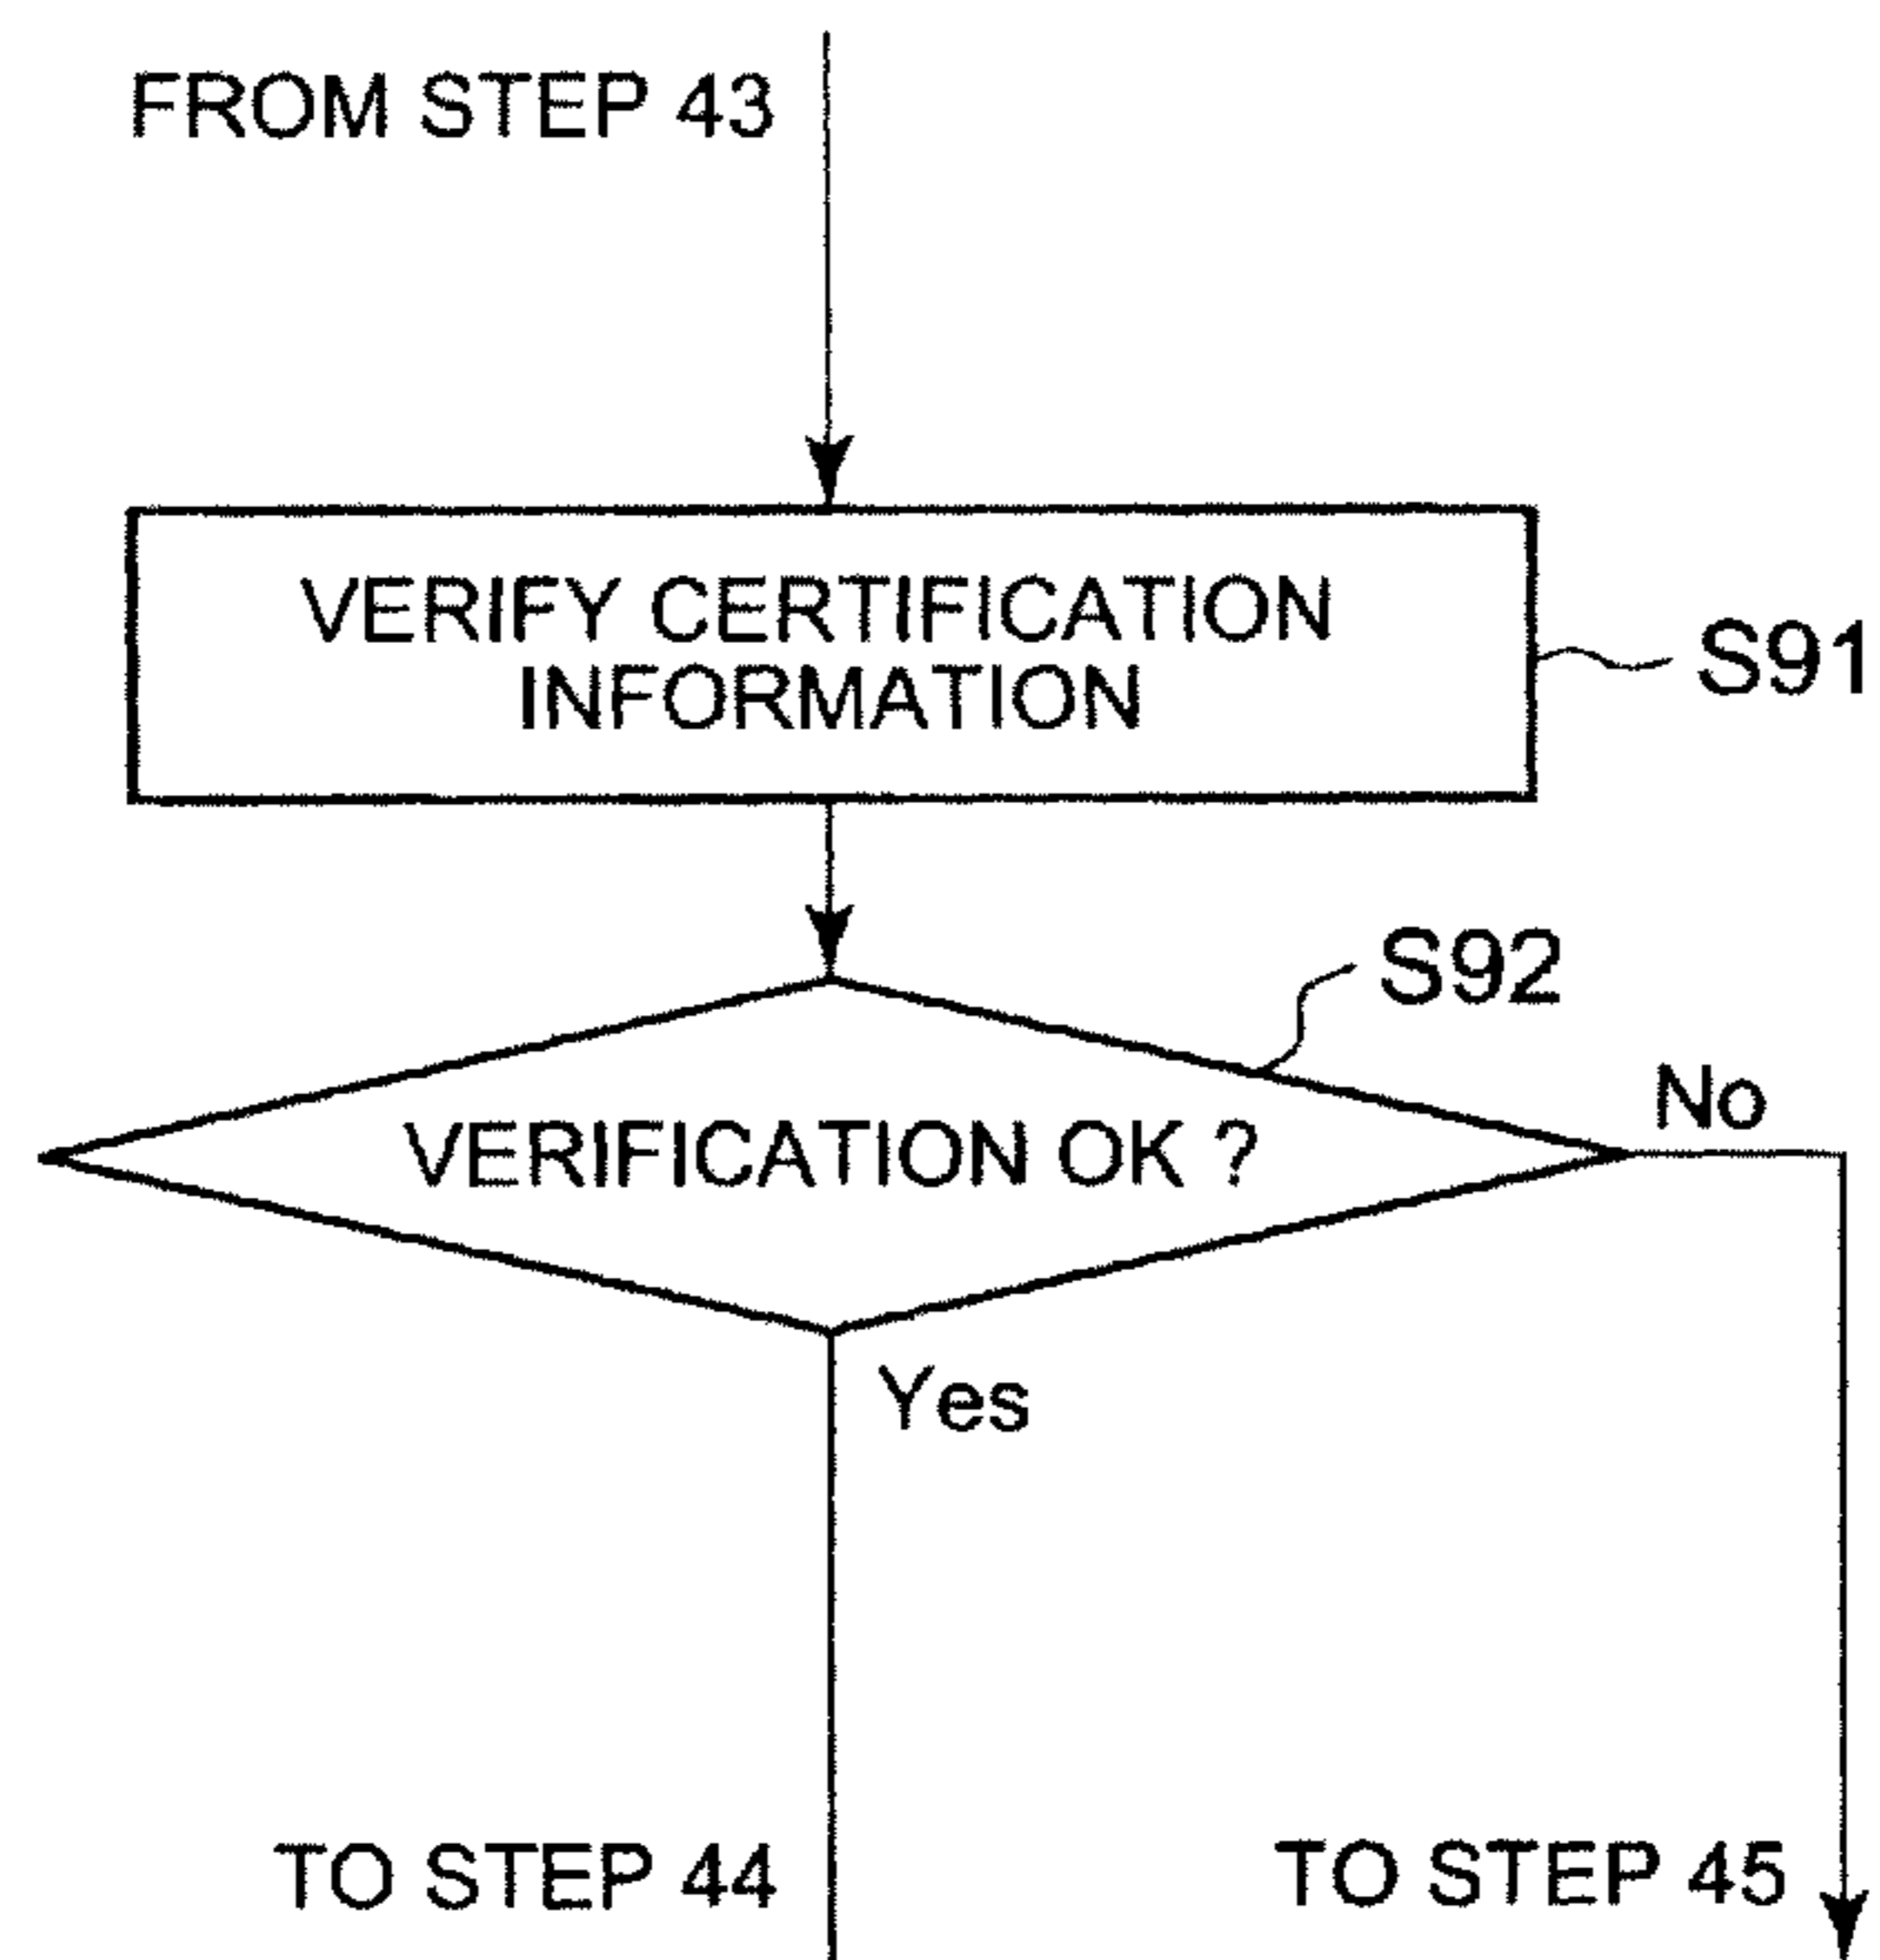 FROM STEP 43
VERIFY CERTIFICATION
INFORMATION
S91
S92
No
VERIFICATION OK ?
Yes
TO STEP 44
TO STEP 45